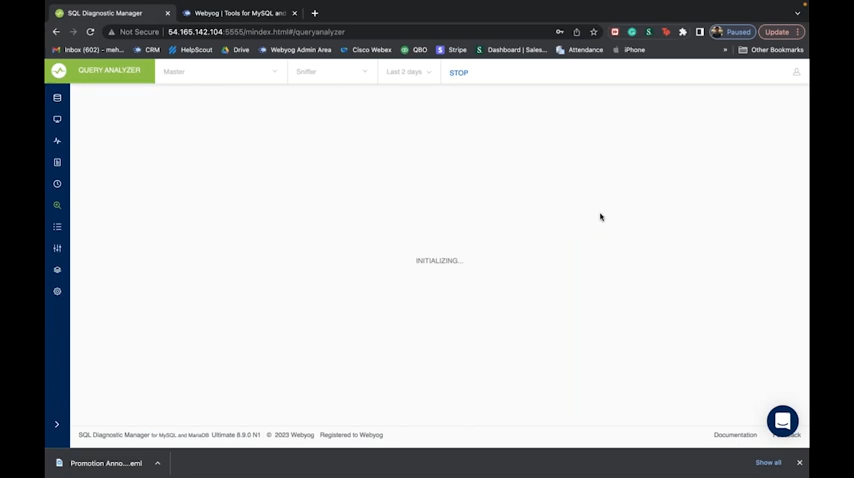 SQL Diagnostic Manager
Webyog | Tools for MySQL and
Not Secure | 54.165.142.104:5555/mindex.html#/queryanalyzer
Paused
Update
Inbox (602) - meh...
CRM
HelpScout
Drive
Webyog Admin Area
Cisco Webex
QBO
Stripe
Dashboard | Sales...
Attendance
iPhone
»
Other Bookmarks
QUERY ANALYZER
Master
Sniffer
Last 2 days
STOP
INITIALIZING...
SQL Diagnostic Manager for MySQL and MariaDB Ultimate 8.9.0 N1 © 2023 Webyog Registered to Webyog
Documentation
Promotion Anno....eml
Show all